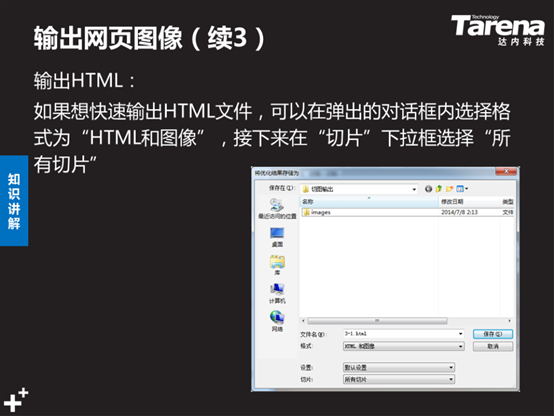 输出网页图像（续3）
Technology
Tarena
达内科技
输出HTML：
如果想快速输出HTML文件，可以在弹出的对话框内选择格
式为“HTML和图像”，接下来在“切片”下拉框选择“所
有切片”
知识讲解
将优化结果存储为
保存在(I):
切图输出
名称
修改日期
类型
images
2014/7/8 2:13
文件
最近访问的位置
桌面
库
计算机
网络
文件名(N):
3-1.html
保存(S)
格式:
HTML 和图像
取消
设置:
默认设置
切片:
所有切片